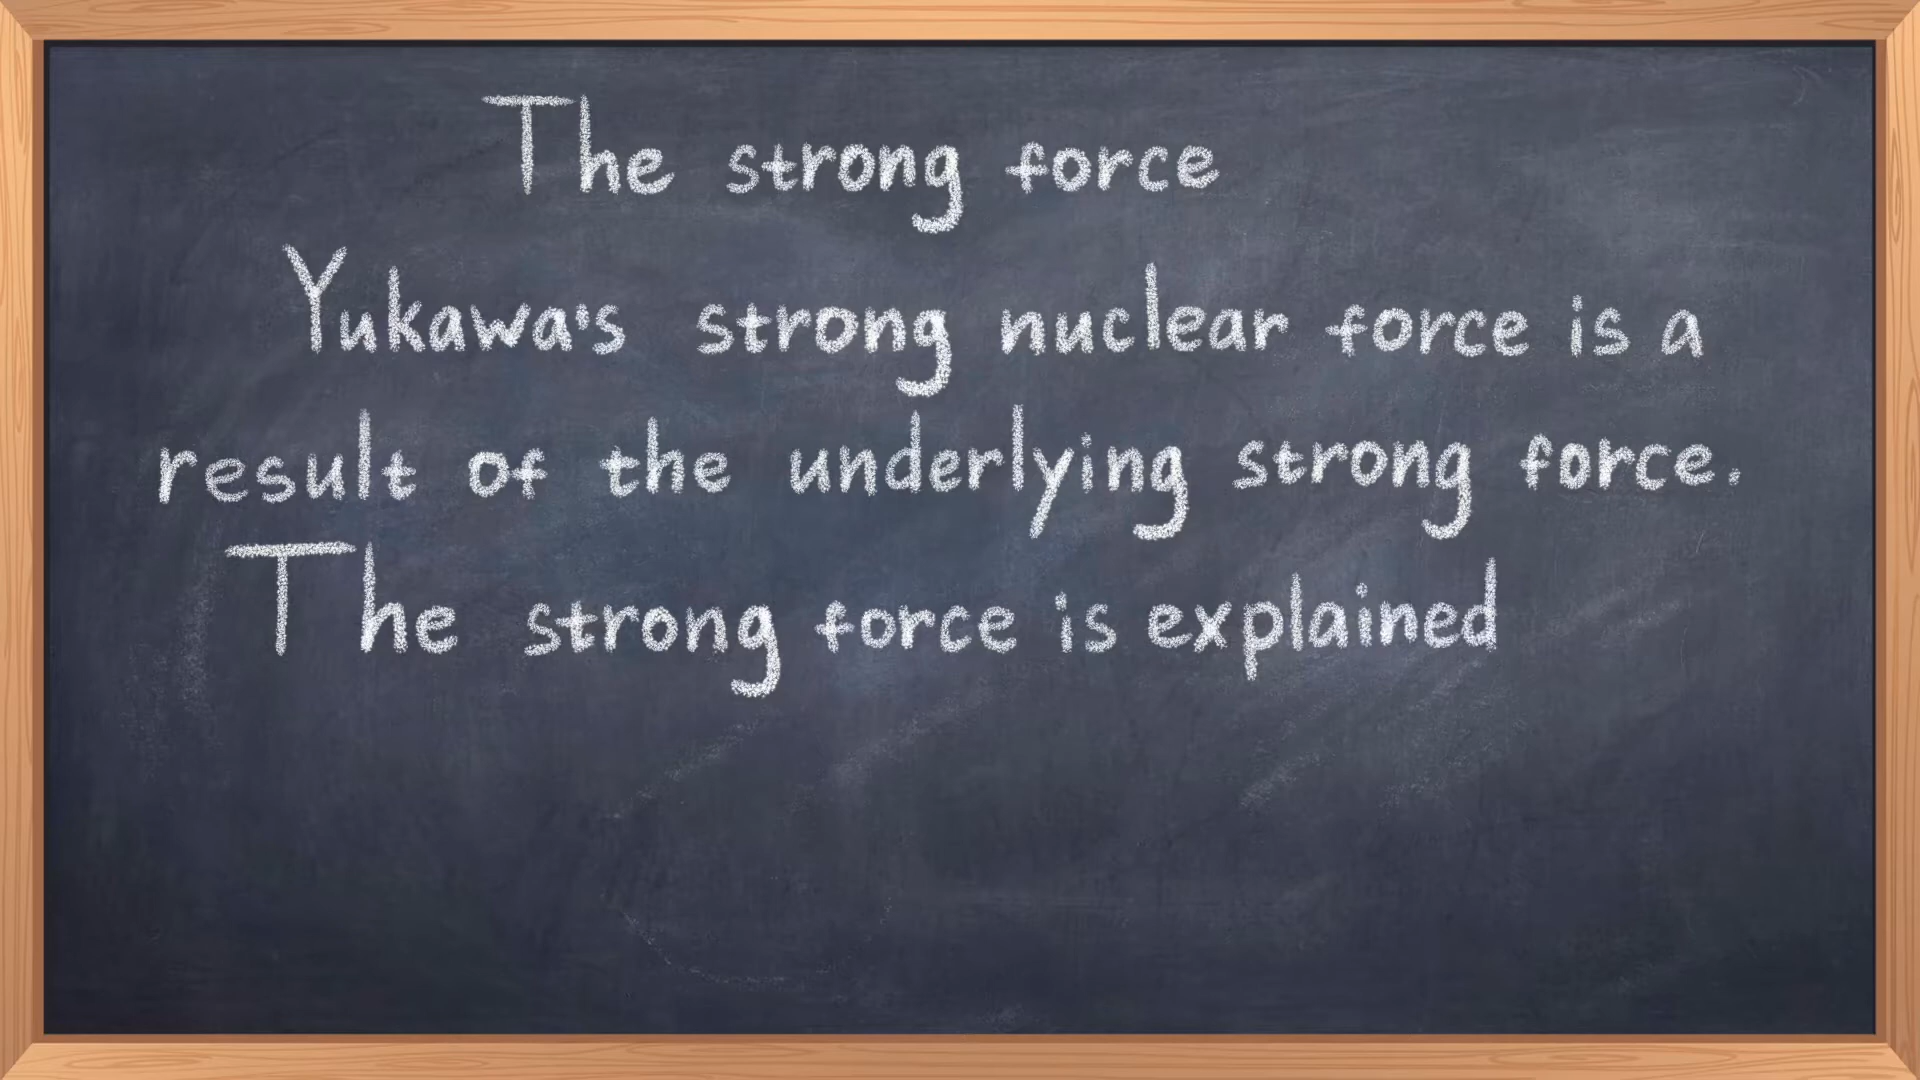 The strong force
Yukawa's strong nuclear force is a
result of the underlying strong force.
The strong force is explained